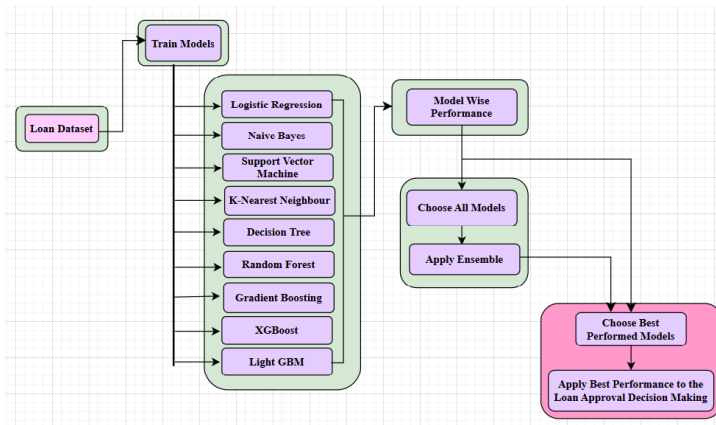 Train Models
Loan Dataset
Logistic Regression
Naive Bayes
Support Vector
Machine
K-Nearest Neighbour
Decision Tree
Random Forest
Gradient Boosting
XGBoost
Light GBM
Model Wise
Performance
Choose All Models
Apply Ensemble
Choose Best
Performed Models
Apply Best Performance to the
Loan Approval Decision Making